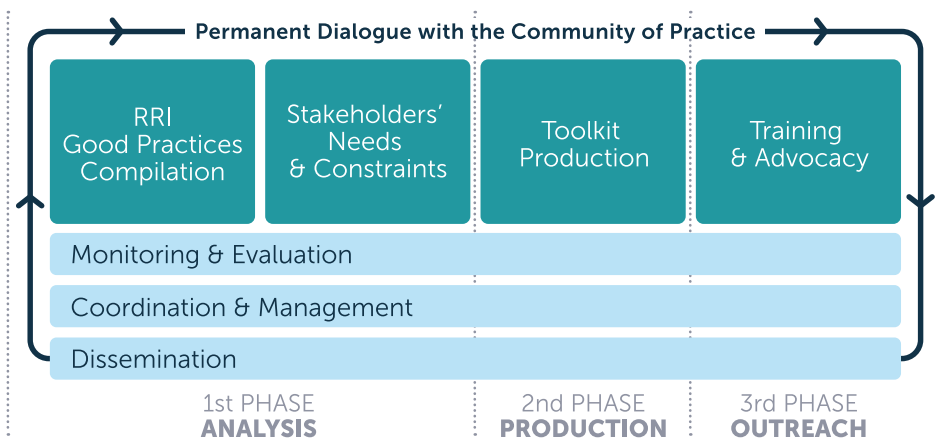 Permanent Dialogue with the Community of Practice
RRI
Good Practices
Compilation
Stakeholders’
Needs
& Constraints
Toolkit
Production
Training
& Advocacy
Monitoring & Evaluation
Coordination & Management
Dissemination
1st PHASE
ANALYSIS
2nd PHASE
PRODUCTION
3rd PHASE
OUTREACH